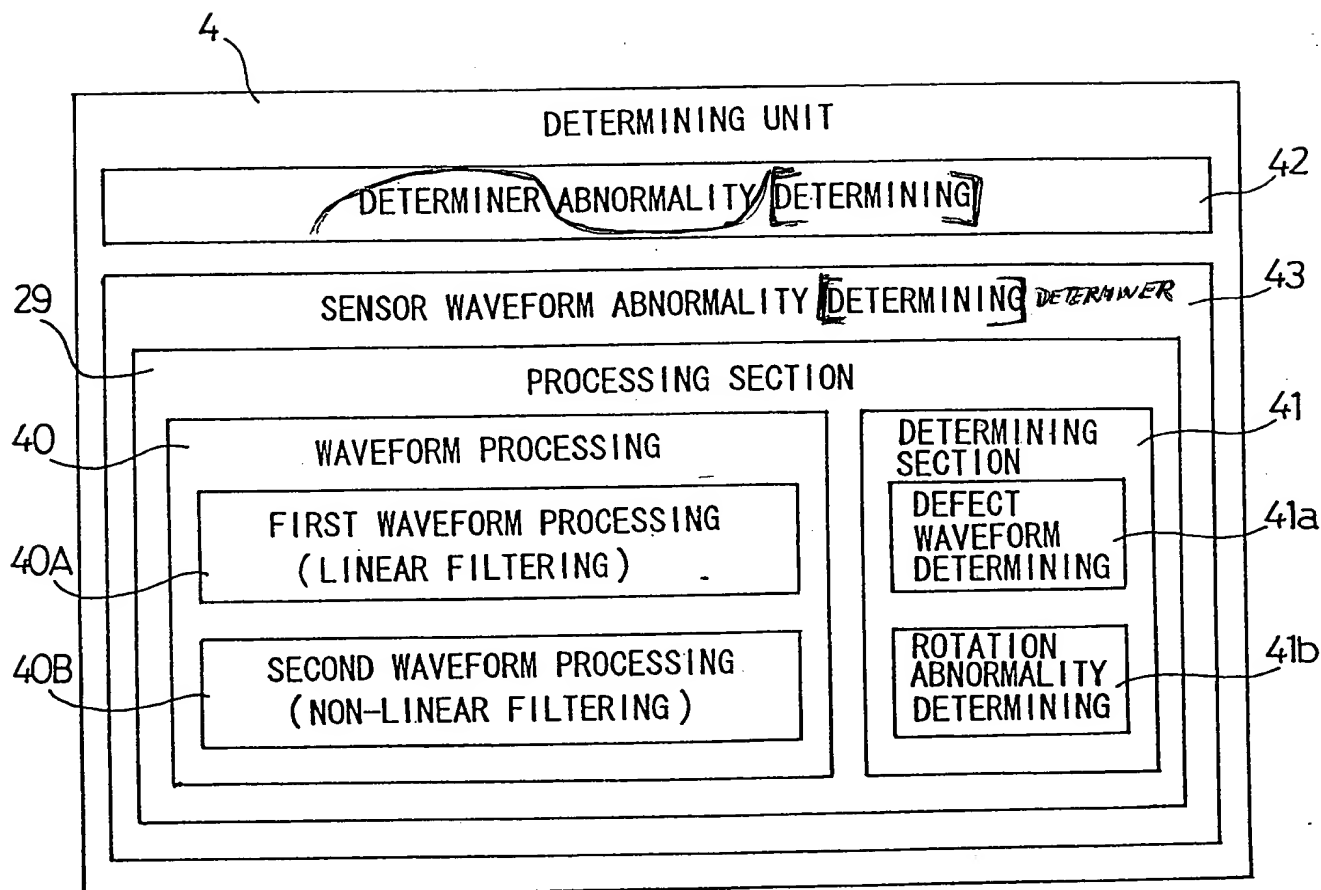 4
DETERMINING UNIT
DETERMINER ABNORMALITY [DETERMINING]
42
29
SENSOR WAVEFORM ABNORMALITY [DETERMINING] DETERMINER
43
PROCESSING SECTION
40
WAVEFORM PROCESSING
40A
FIRST WAVEFORM PROCESSING
(LINEAR FILTERING)
40B
SECOND WAVEFORM PROCESSING
(NON-LINEAR FILTERING)
DETERMINING
SECTION
41
DEFECT
WAVEFORM
DETERMINING
41a
ROTATION
ABNORMALITY
DETERMINING
41b